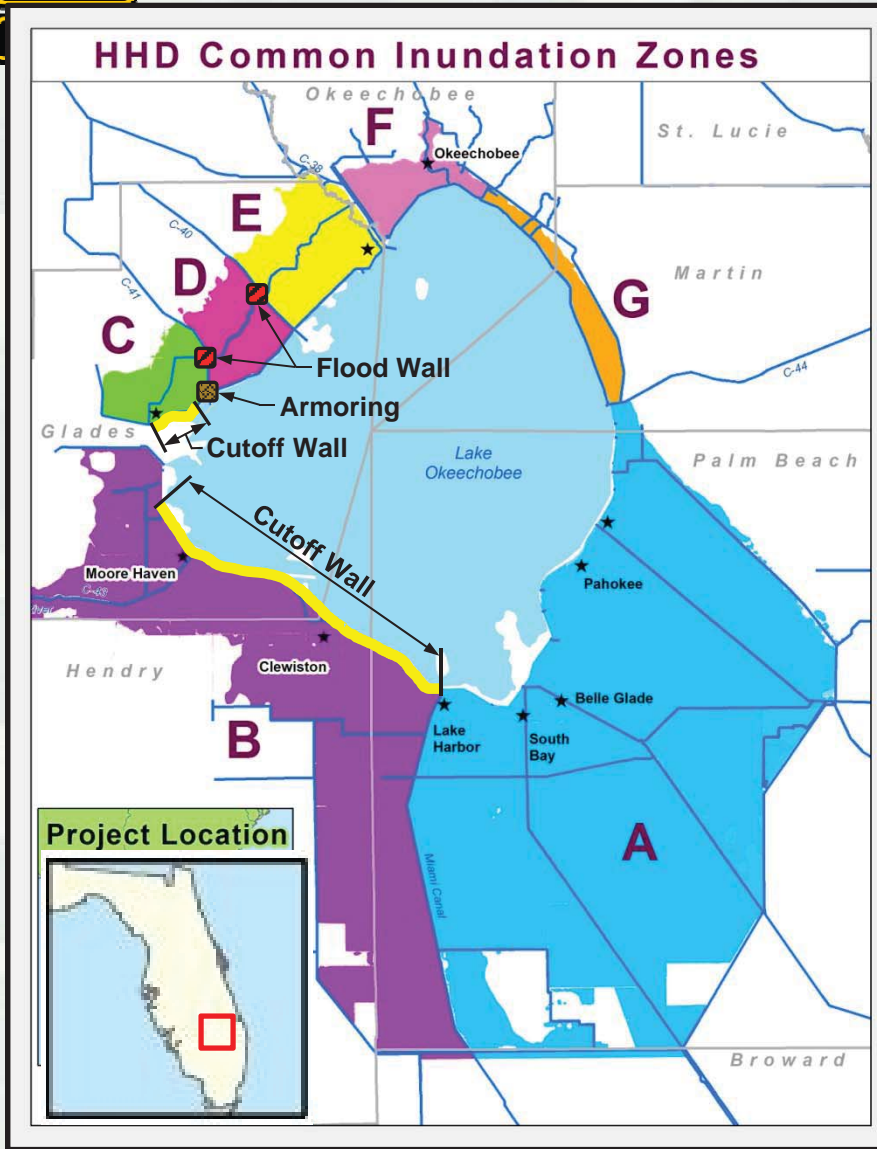 HHD Common Inundation Zones
Okeechobee
St. Lucie
F
Okeechobee
C-38
E
C-40
Martin
D
G
C-41
C
Flood Wall
C-44
Armoring
Glades
Cutoff Wall
Lake
Okeechobee
Palm Beach
Cutoff Wall
Moore Haven
Pahokee
C-43
River
Hendry
Clewiston
Belle Glade
Lake
Harbor
South
Bay
B
A
Project Location
Miami Canal
Broward